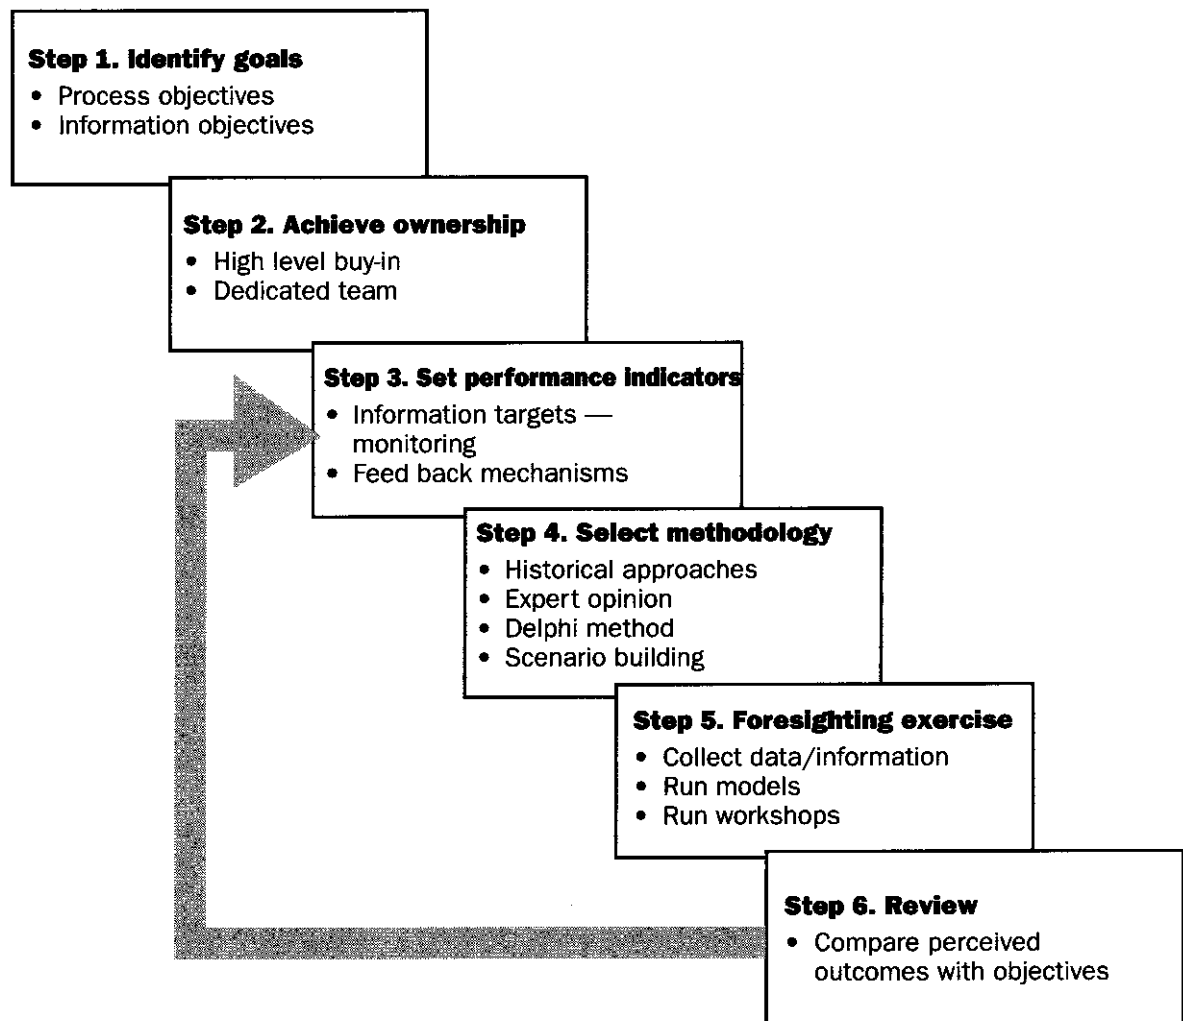 Step 1. Identify goals
• Process objectives
• Information objectives
Step 2. Achieve ownership
• High level buy-in
• Dedicated team
Step 3. Set performance indicators
• Information targets —
monitoring
• Feed back mechanisms
Step 4. Select methodology
• Historical approaches
• Expert opinion
• Delphi method
• Scenario building
Step 5. Foresighting exercise
• Collect data/information
• Run models
• Run workshops
Step 6. Review
• Compare perceived
outcomes with objectives